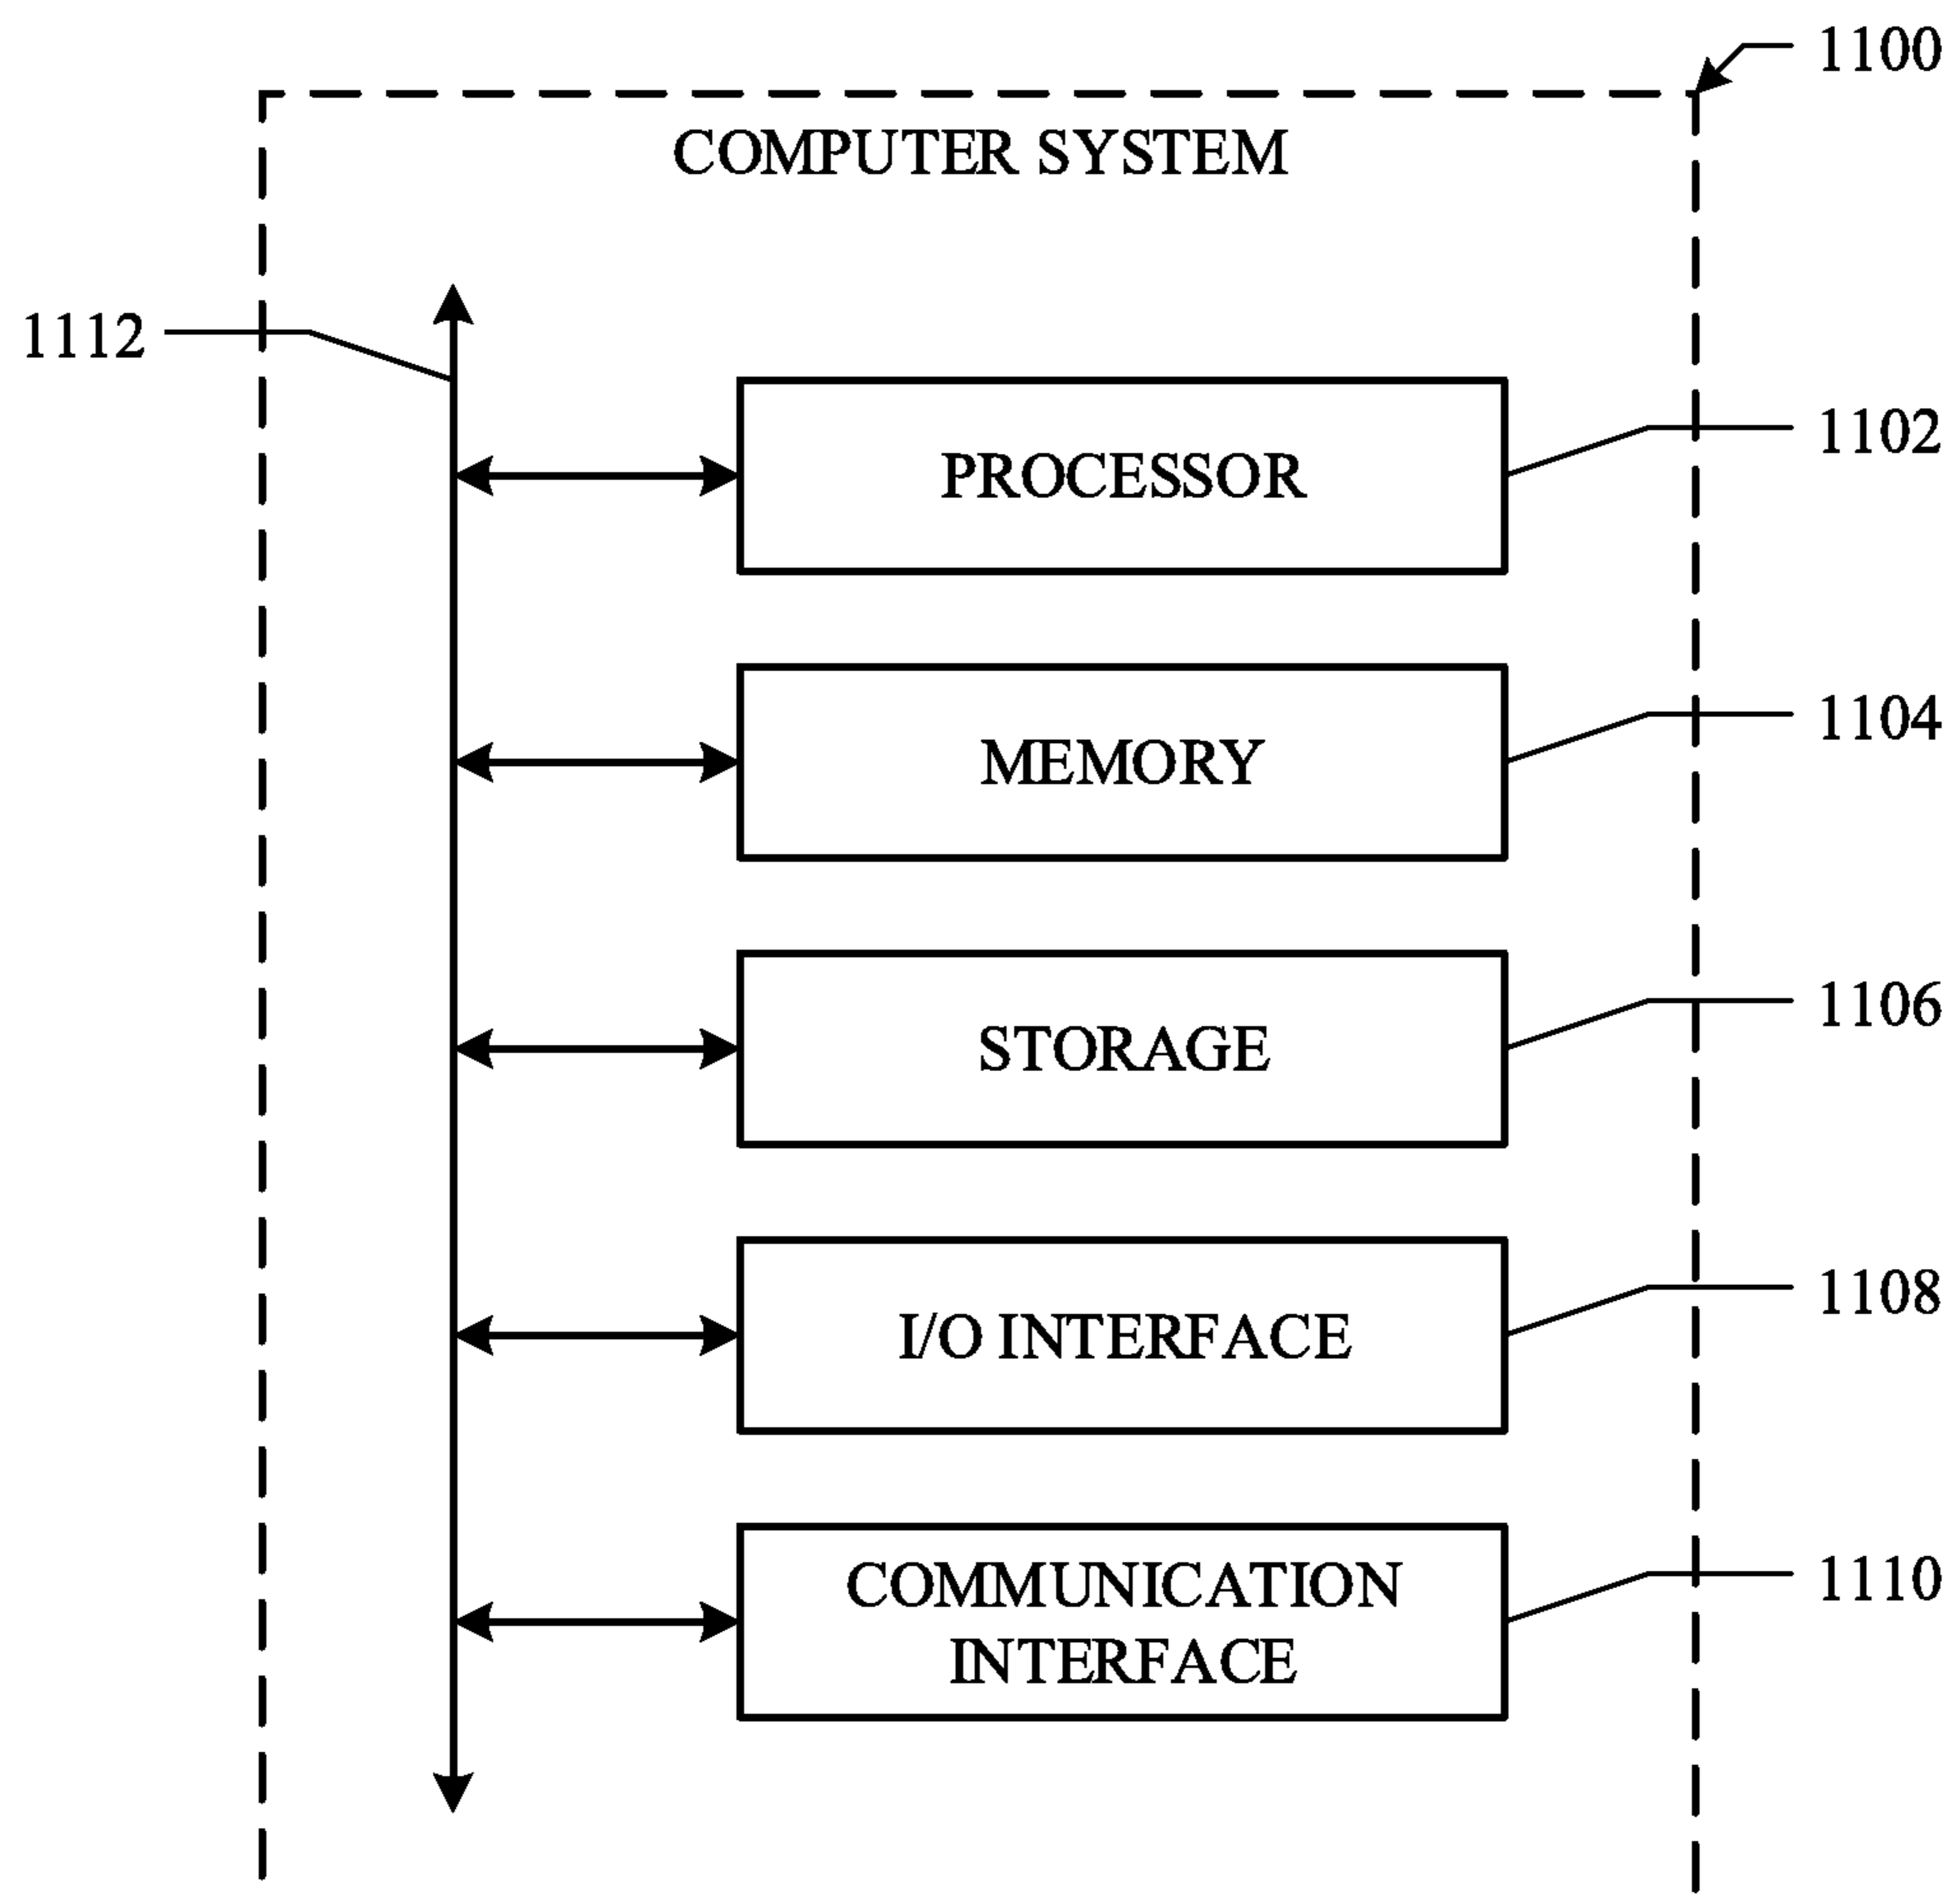 1100
COMPUTER SYSTEM
1112
1102
PROCESSOR
1104
MEMORY
1106
STORAGE
1108
I/O INTERFACE
1110
COMMUNICATION
INTERFACE